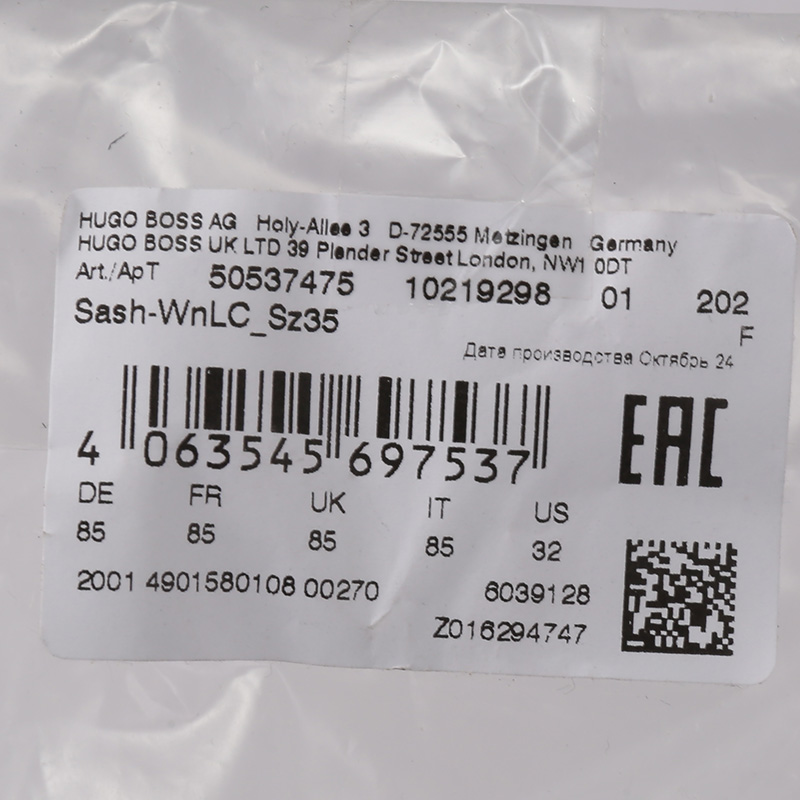 HUGO BOSS AG Holy-Allee 3 D-72555 Metzingen Germany
HUGO BOSS UK LTD 39 Plender Street London, NW1 0DT
Art./АрТ 50537475 10219298 01 202
Sash-WnLC_Sz35 F
Дата производства Октябрь 24
4 063545 697537
EAC
DE FR UK IT US
85 85 85 85 32
2001 4901580108 00270 6039128
Z016294747